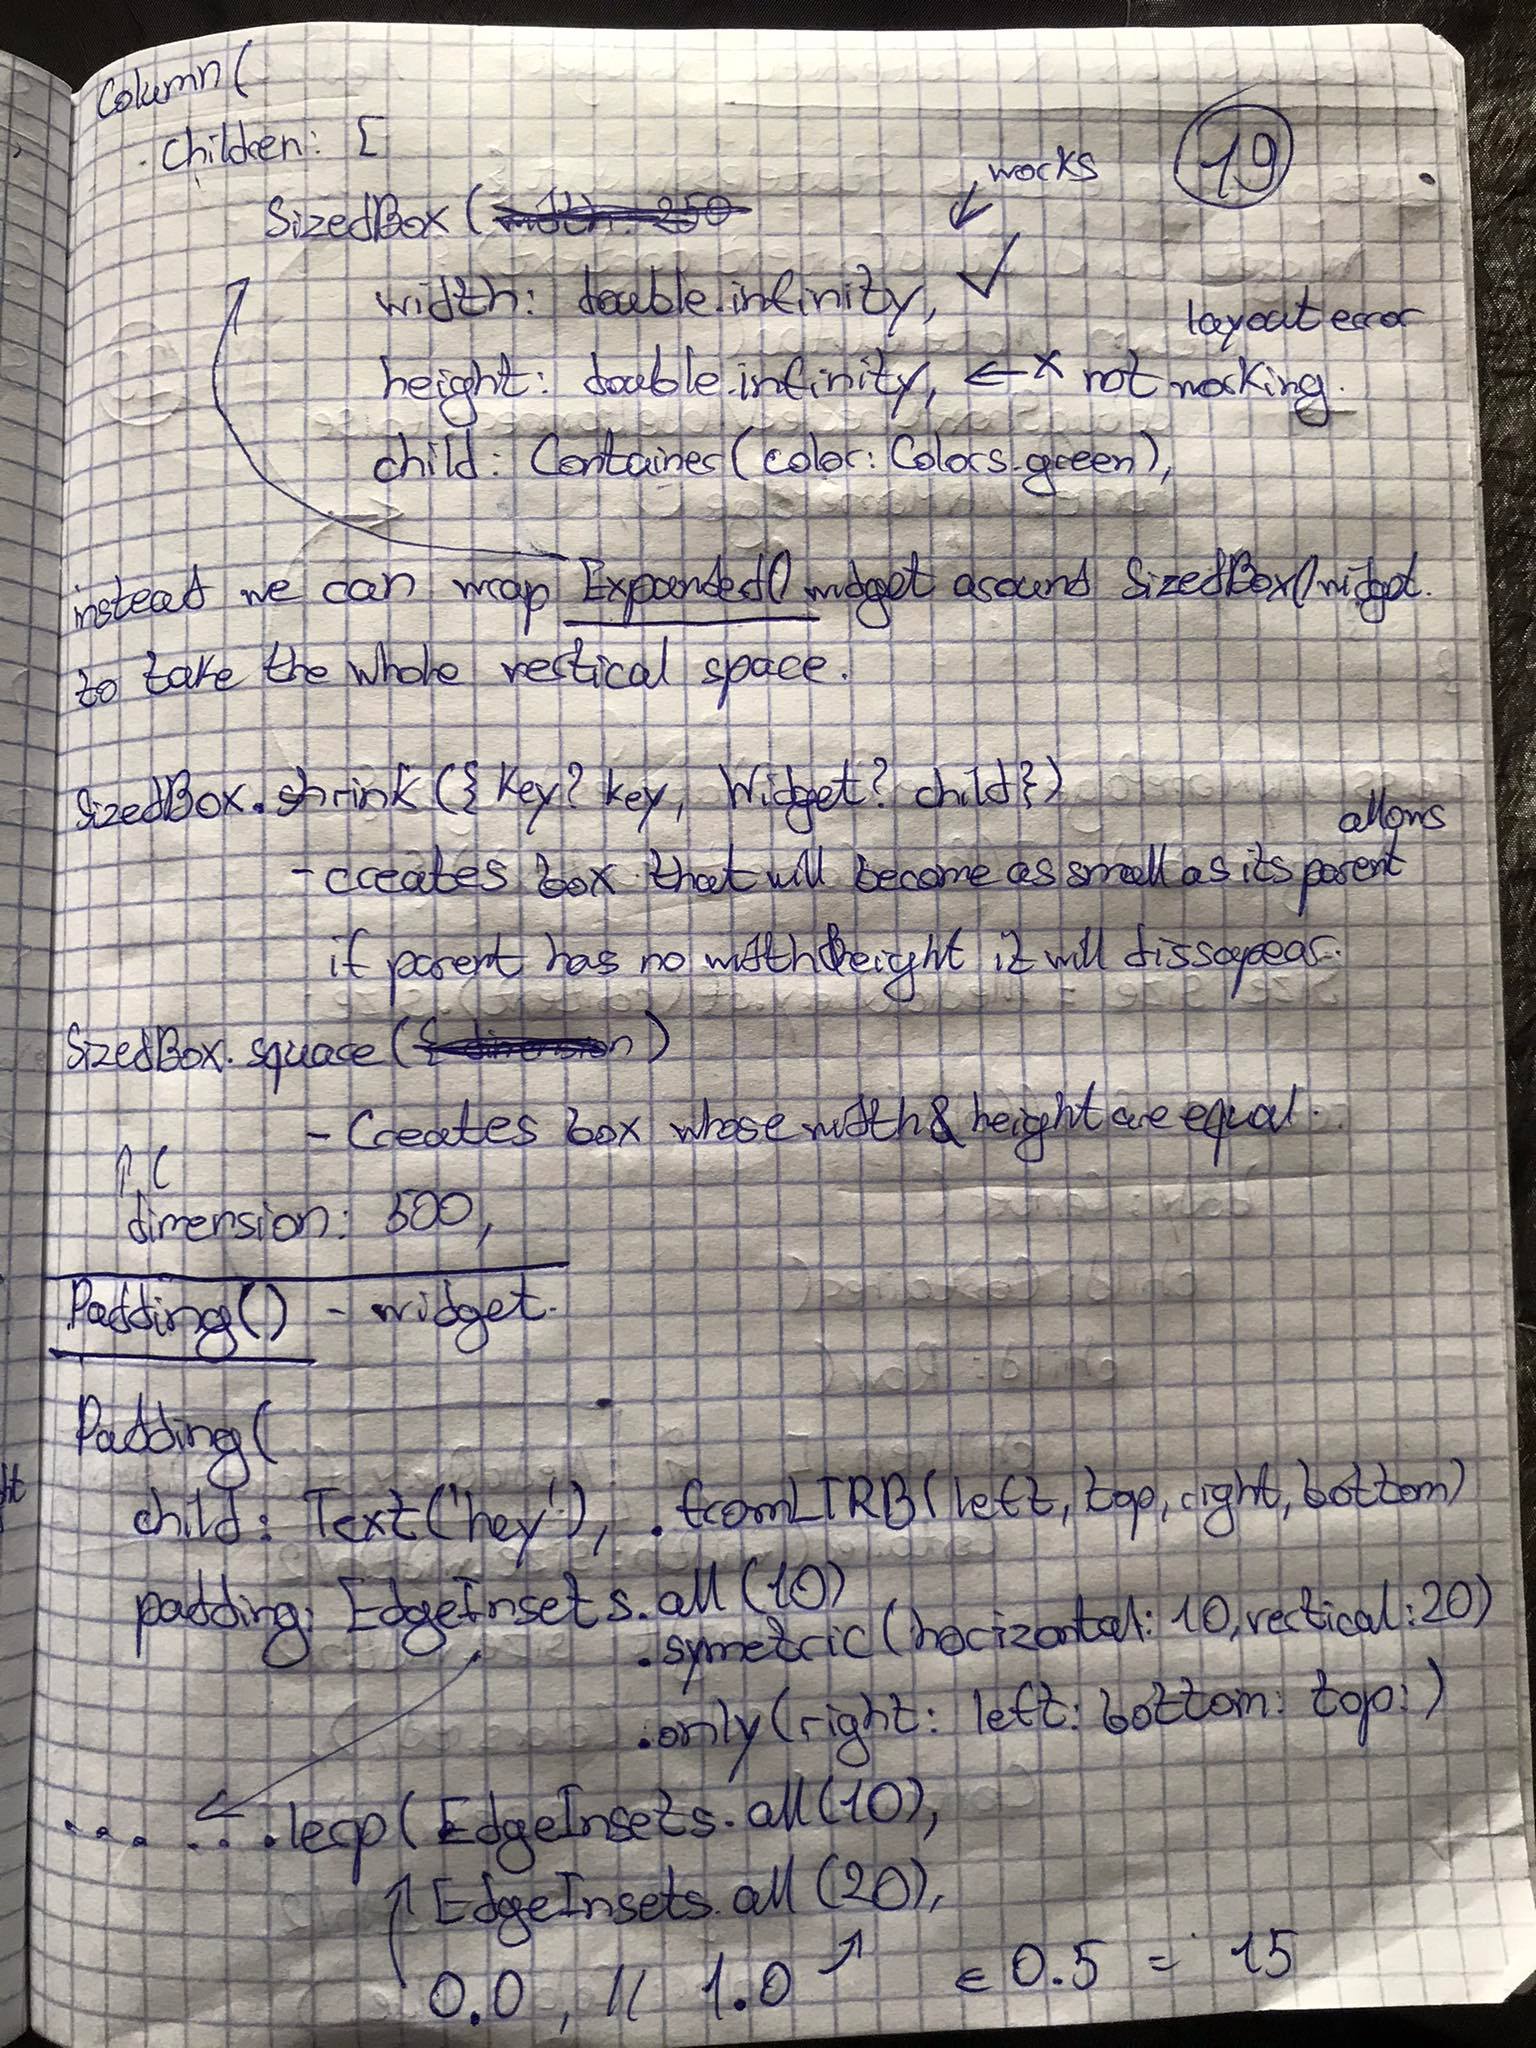 19
Column(
children: [
SizedBox (
works
width: double.infinity, ✓
layout error
height: double.infinity, ← x not working.
child: Container(color: Colors.green),
instead we can wrap Expanded() widget around SizedBox() widget.
to take the whole vertical space.
SizedBox.shrink ({ Key? key, Widget? child})
allows
- creates box that will become as small as its parent
if parent has no width&height it will dissapear.
SizedBox.square ( )
- Creates box whose width & height are equal.
↑ (
dimension: 500,
Padding() - widget.
Padding(
child: Text('hey'), .fromLTRB(left, top, right, bottom)
padding: EdgeInsets.all(10)
.symetric(horizontal: 10, vertical: 20)
.only(right: left: bottom: top:)
.lerp(EdgeInsets.all(10),
EdgeInsets.all(20),
0.0, // 1.0 ← 0.5 = 15